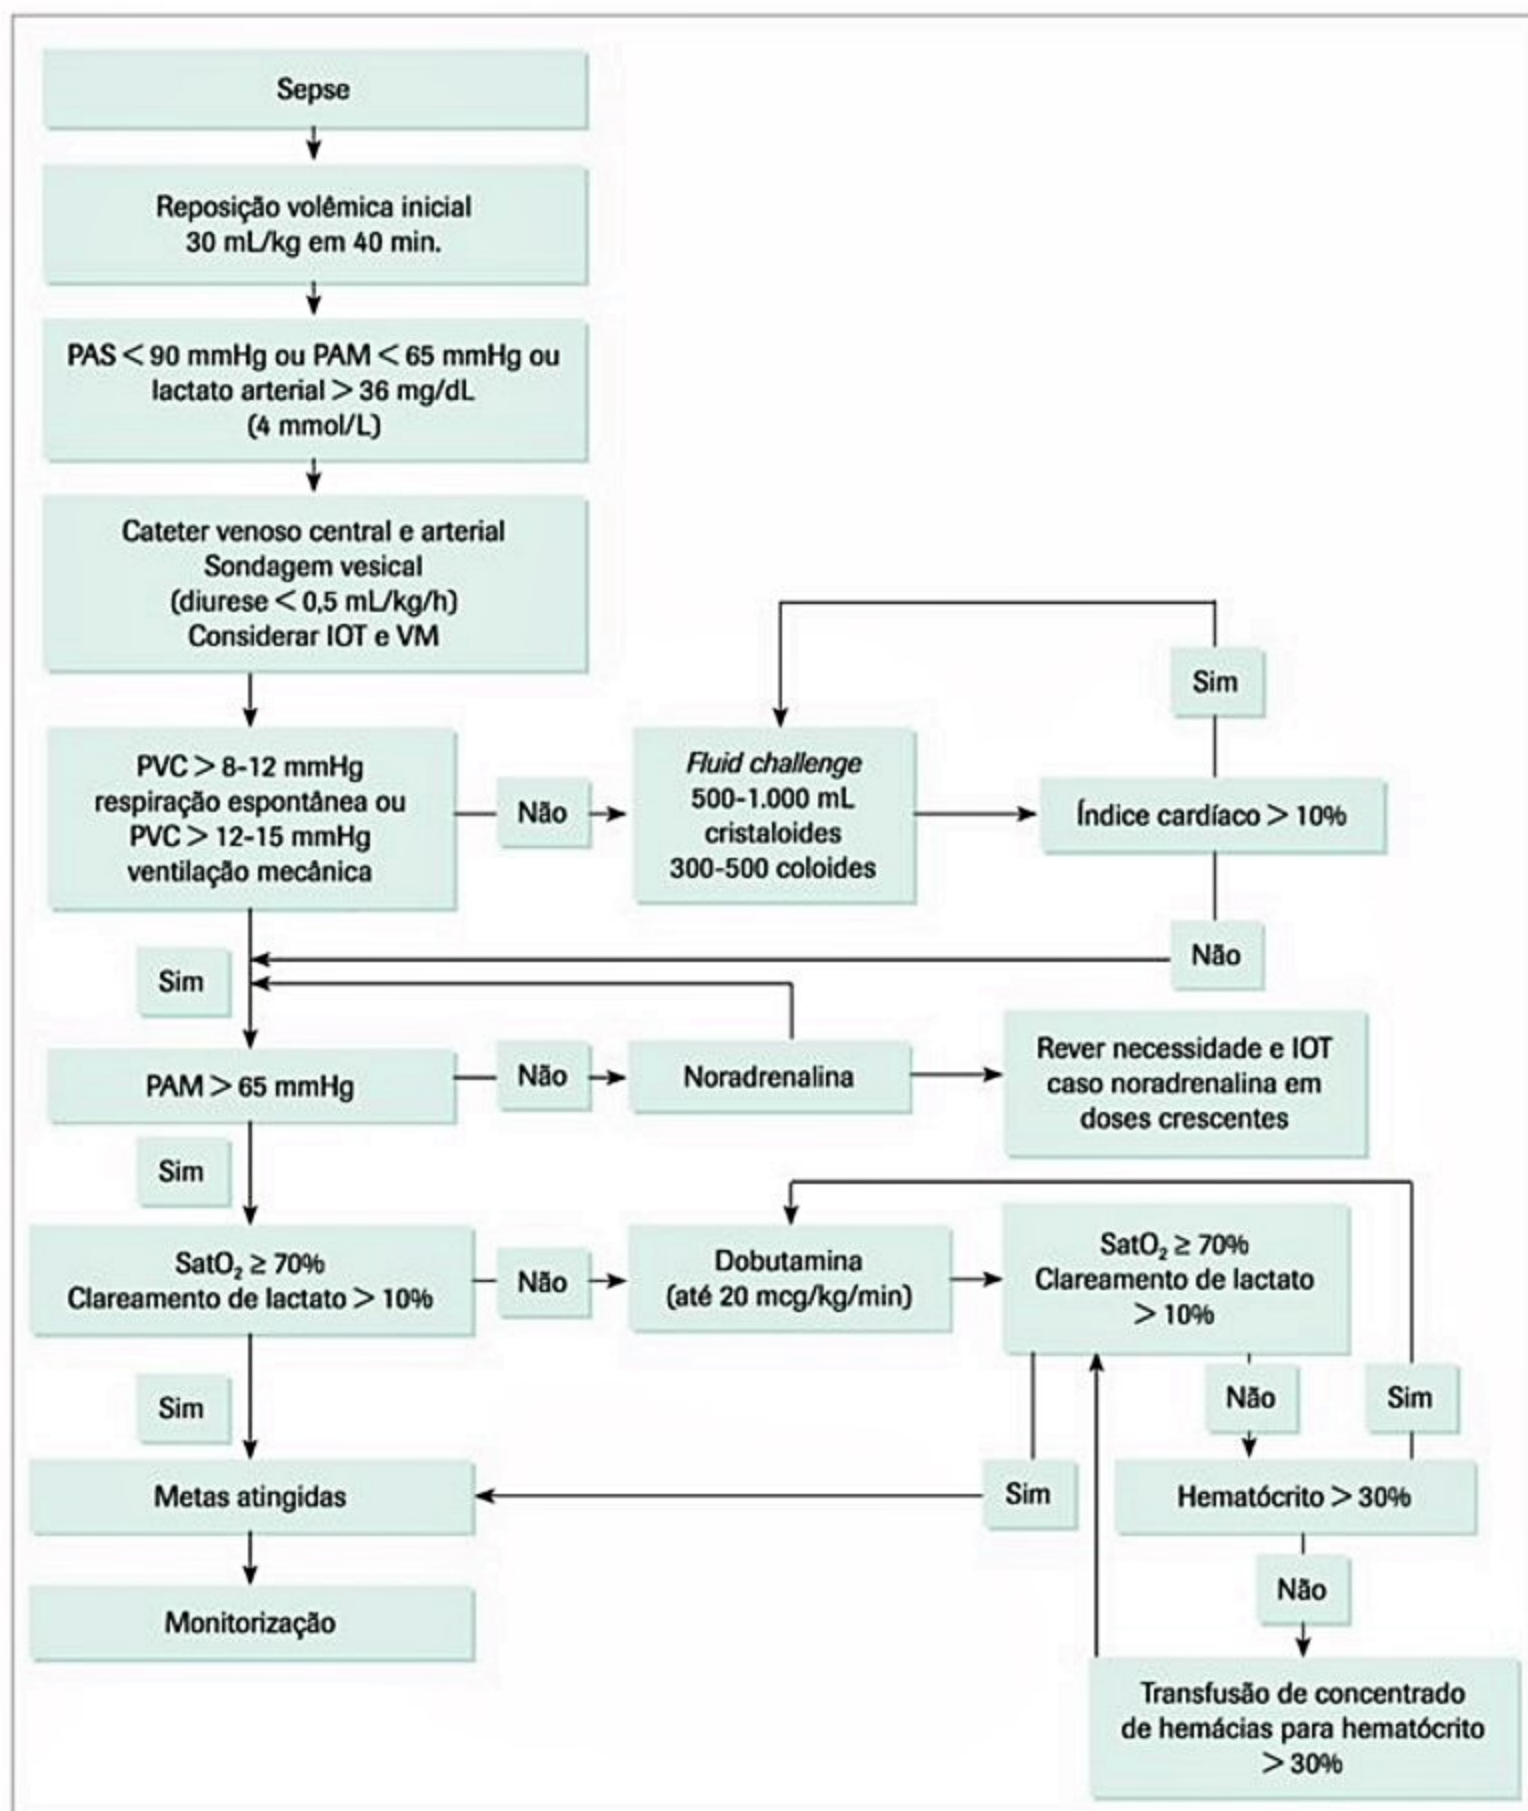 Sepse
Reposição volêmica inicial
30 mL/kg em 40 min.
PAS < 90 mmHg ou PAM < 65 mmHg ou
lactato arterial > 36 mg/dL
(4 mmol/L)
Cateter venoso central e arterial
Sondagem vesical
(diurese < 0,5 mL/kg/h)
Considerar IOT e VM
PVC > 8-12 mmHg
respiração espontânea ou
PVC > 12-15 mmHg
ventilação mecânica
Não
Fluid challenge
500-1.000 mL
cristaloides
300-500 coloides
Índice cardíaco > 10%
Sim
Não
Sim
PAM > 65 mmHg
Não
Noradrenalina
Rever necessidade e IOT
caso noradrenalina em
doses crescentes
Sim
SatO₂ ≥ 70%
Clareamento de lactato > 10%
Não
Dobutamina
(até 20 mcg/kg/min)
SatO₂ ≥ 70%
Clareamento de lactato
> 10%
Sim
Não
Sim
Metas atingidas
Sim
Hematócrito > 30%
Não
Monitorização
Transfusão de concentrado
de hemácias para hematócrito
> 30%